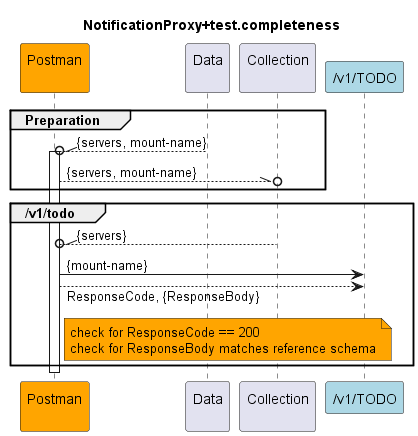 NotificationProxy+test.completeness
Postman
Data
Collection
/v1/TODO
Preparation
{servers, mount-name}
{servers, mount-name}
/v1/todo
{servers}
{mount-name}
ResponseCode, {ResponseBody}
check for ResponseCode == 200
check for ResponseBody matches reference schema
Postman
Data
Collection
/v1/TODO